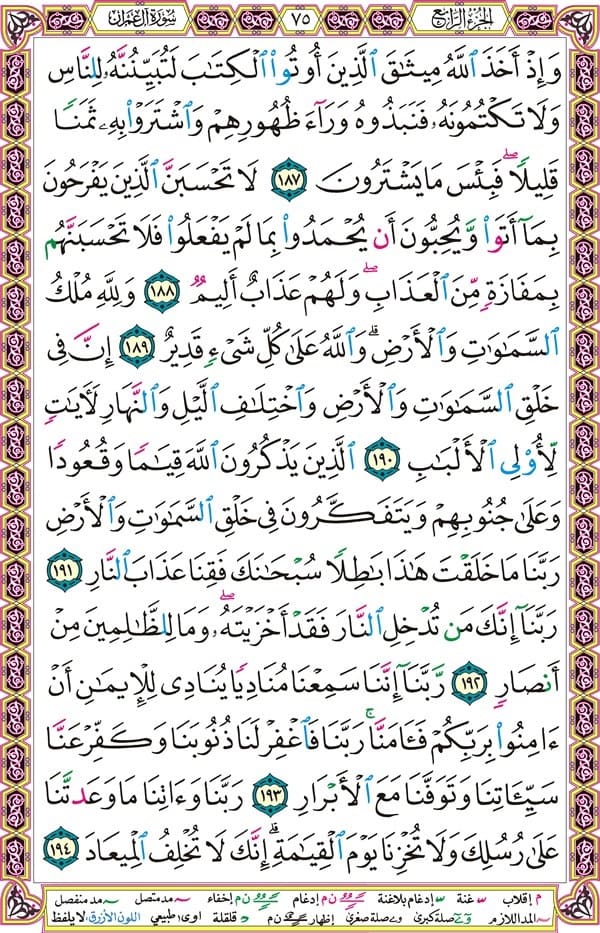 الجزء الرابع ٧٥ سورة آل عمران
وَإِذْ أَخَذَ ٱللَّهُ مِيثَٰقَ ٱلَّذِينَ أُوتُوا۟ ٱلْكِتَٰبَ لَتُبَيِّنُنَّهُۥ لِلنَّاسِ
وَلَا تَكْتُمُونَهُۥ فَنَبَذُوهُ وَرَآءَ ظُهُورِهِمْ وَٱشْتَرَوْا۟ بِهِۦ ثَمَنًا
قَلِيلًا ۖ فَبِئْسَ مَا يَشْتَرُونَ ١٨٧ لَا تَحْسَبَنَّ ٱلَّذِينَ يَفْرَحُونَ
بِمَآ أَتَوا۟ وَّيُحِبُّونَ أَن يُحْمَدُوا۟ بِمَا لَمْ يَفْعَلُوا۟ فَلَا تَحْسَبَنَّهُم
بِمَفَازَةٍ مِّنَ ٱلْعَذَابِ ۖ وَلَهُمْ عَذَابٌ أَلِيمٌ ١٨٨ وَلِلَّهِ مُلْكُ
ٱلسَّمَٰوَٰتِ وَٱلْأَرْضِ ۗ وَٱللَّهُ عَلَىٰ كُلِّ شَىْءٍ قَدِيرٌ ١٨٩ إِنَّ فِى
خَلْقِ ٱلسَّمَٰوَٰتِ وَٱلْأَرْضِ وَٱخْتِلَٰفِ ٱلَّيْلِ وَٱلنَّهَارِ لَءَايَٰتٍ
لِّأُو۟لِى ٱلْأَلْبَٰبِ ١٩٠ ٱلَّذِينَ يَذْكُرُونَ ٱللَّهَ قِيَٰمًا وَقُعُودًا
وَعَلَىٰ جُنُوبِهِمْ وَيَتَفَكَّرُونَ فِى خَلْقِ ٱلسَّمَٰوَٰتِ وَٱلْأَرْضِ
رَبَّنَا مَا خَلَقْتَ هَٰذَا بَٰطِلًا سُبْحَٰنَكَ فَقِنَا عَذَابَ ٱلنَّارِ ١٩١
رَبَّنَآ إِنَّكَ مَن تُدْخِلِ ٱلنَّارَ فَقَدْ أَخْزَيْتَهُۥ ۖ وَمَا لِلظَّٰلِمِينَ مِنْ
أَنصَارٍ ١٩٢ رَّبَّنَآ إِنَّنَا سَمِعْنَا مُنَادِيًا يُنَادِى لِلْإِيمَٰنِ أَنْ
ءَامِنُوا۟ بِرَبِّكُمْ فَـَٔامَنَّا ۚ رَبَّنَا فَٱغْفِرْ لَنَا ذُنُوبَنَا وَكَفِّرْ عَنَّا
سَيِّـَٔاتِنَا وَتَوَفَّنَا مَعَ ٱلْأَبْرَارِ ١٩٣ رَبَّنَا وَءَاتِنَا مَا وَعَدتَّنَا
عَلَىٰ رُسُلِكَ وَلَا تُخْزِنَا يَوْمَ ٱلْقِيَٰمَةِ ۗ إِنَّكَ لَا تُخْلِفُ ٱلْمِيعَادَ ١٩٤
م إقلاب غنة إدغام بلاغنة ن م إدغام ن م إخفاء مد متصل مد منفصل
المد اللازم صلة كبرى صلة صغرى إظهار ن م قلقلة اوى طبيعي اللون الأزرق لا يلفظ